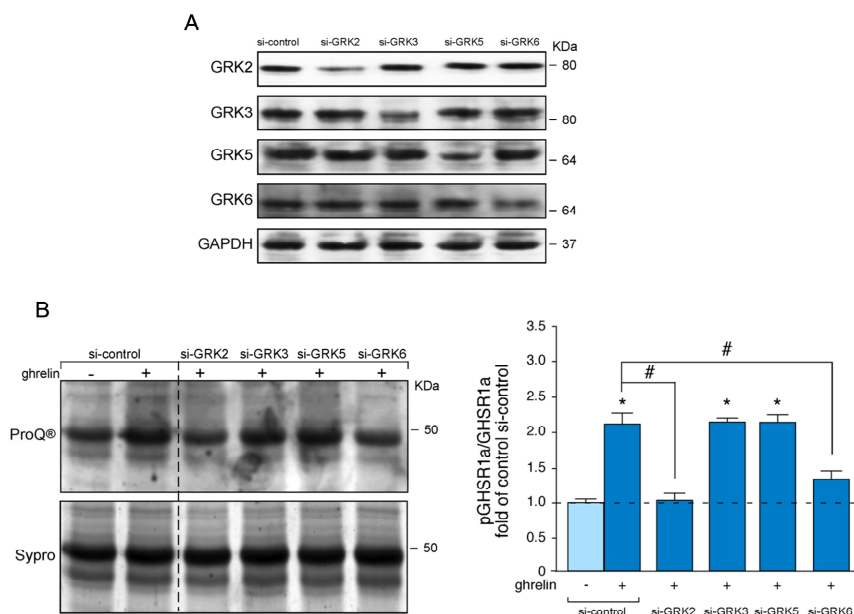 A
si-control si-GRK2 si-GRK3 si-GRK5 si-GRK6
KDa
GRK2
- 80
GRK3
- 80
GRK5
- 64
GRK6
- 64
GAPDH
- 37
B
si-control si-GRK2 si-GRK3 si-GRK5 si-GRK6
ghrelin - + + + + +
KDa
ProQ®
- 50
Sypro
- 50
pGHSR1a/GHSR1a
fold of control si-control
3.5
3.0
2.5
2.0
1.5
1.0
0.5
0
#
#
* * *
ghrelin - + + + + +
si-control si-GRK2 si-GRK3 si-GRK5 si-GRK6